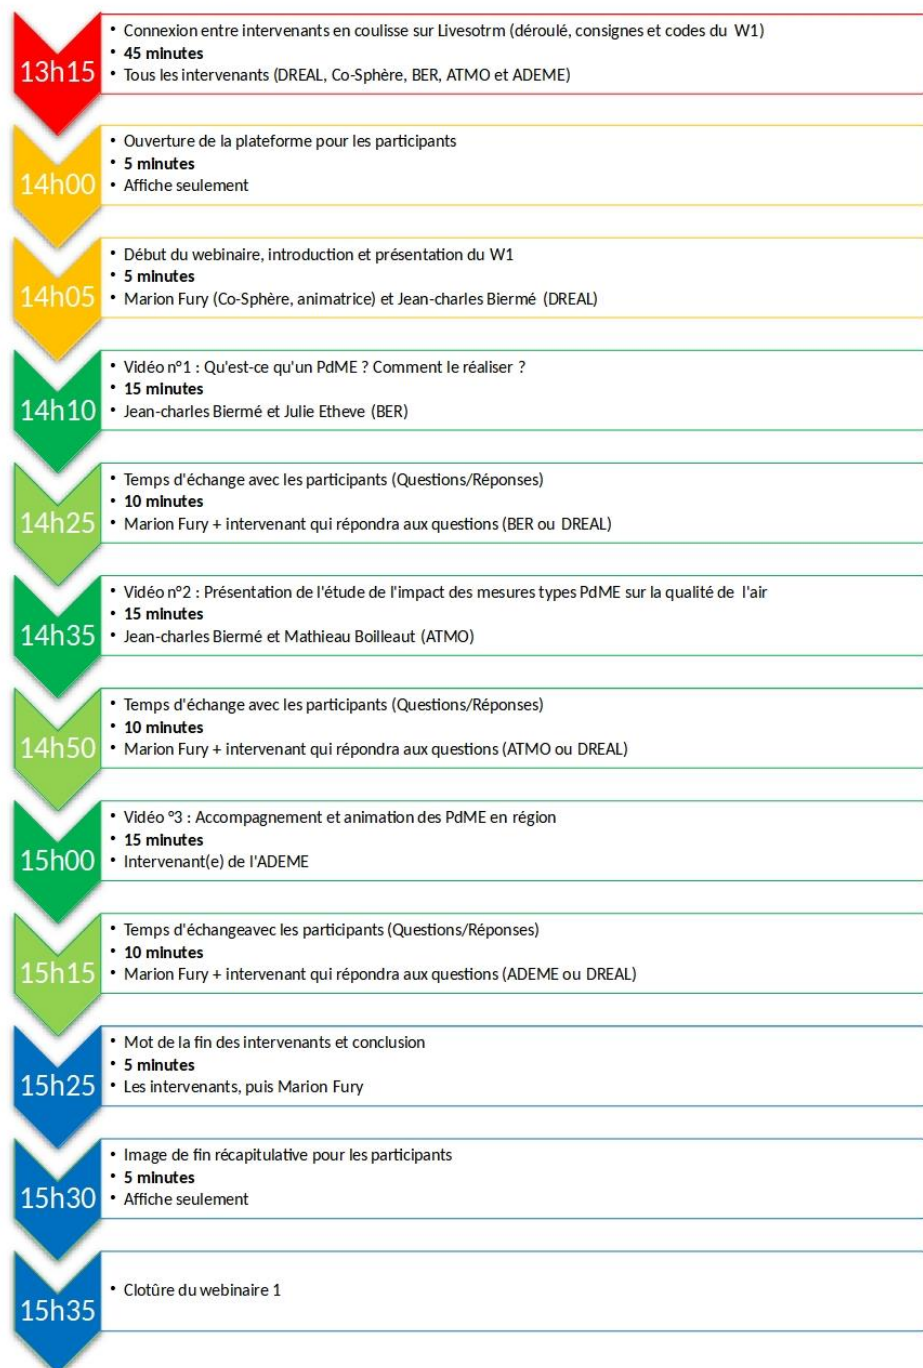 13h15
• Connexion entre intervenants en coulisse sur Livesotrm (déroulé, consignes et codes du W1)
• 45 minutes
• Tous les intervenants (DREAL, Co-Sphère, BER, ATMO et ADEME)
14h00
• Ouverture de la plateforme pour les participants
• 5 minutes
• Affiche seulement
14h05
• Début du webinaire, introduction et présentation du W1
• 5 minutes
• Marion Fury (Co-Sphère, animatrice) et Jean-charles Biermé (DREAL)
14h10
• Vidéo n°1 : Qu'est-ce qu'un PdME ? Comment le réaliser ?
• 15 minutes
• Jean-charles Biermé et Julie Etheve (BER)
14h25
• Temps d'échange avec les participants (Questions/Réponses)
• 10 minutes
• Marion Fury + intervenant qui répondra aux questions (BER ou DREAL)
14h35
• Vidéo n°2 : Présentation de l'étude de l'impact des mesures types PdME sur la qualité de l'air
• 15 minutes
• Jean-charles Biermé et Mathieau Boilleaut (ATMO)
14h50
• Temps d'échange avec les participants (Questions/Réponses)
• 10 minutes
• Marion Fury + intervenant qui répondra aux questions (ATMO ou DREAL)
15h00
• Vidéo °3 : Accompagnement et animation des PdME en région
• 15 minutes
• Intervenant(e) de l'ADEME
15h15
• Temps d'échangeavec les participants (Questions/Réponses)
• 10 minutes
• Marion Fury + intervenant qui répondra aux questions (ADEME ou DREAL)
15h25
• Mot de la fin des intervenants et conclusion
• 5 minutes
• Les intervenants, puis Marion Fury
15h30
• Image de fin récapitulative pour les participants
• 5 minutes
• Affiche seulement
15h35
• Clotûre du webinaire 1